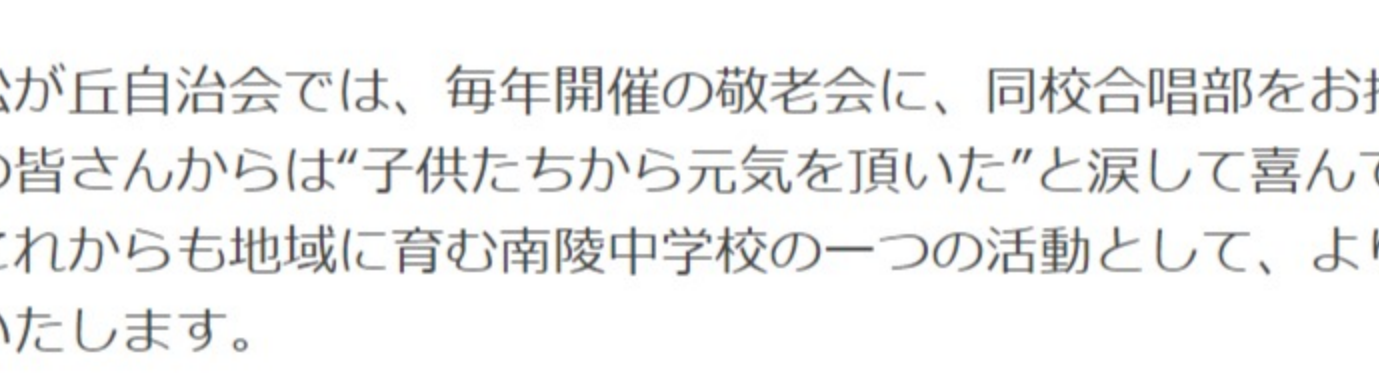 が丘自治会では、毎年開催の敬老会に、同校合唱部をお
皆さんからは“子供たちから元気を頂いた”と涙して喜ん
れからも地域に育む南陵中学校の一つの活動として、よ
いたします。